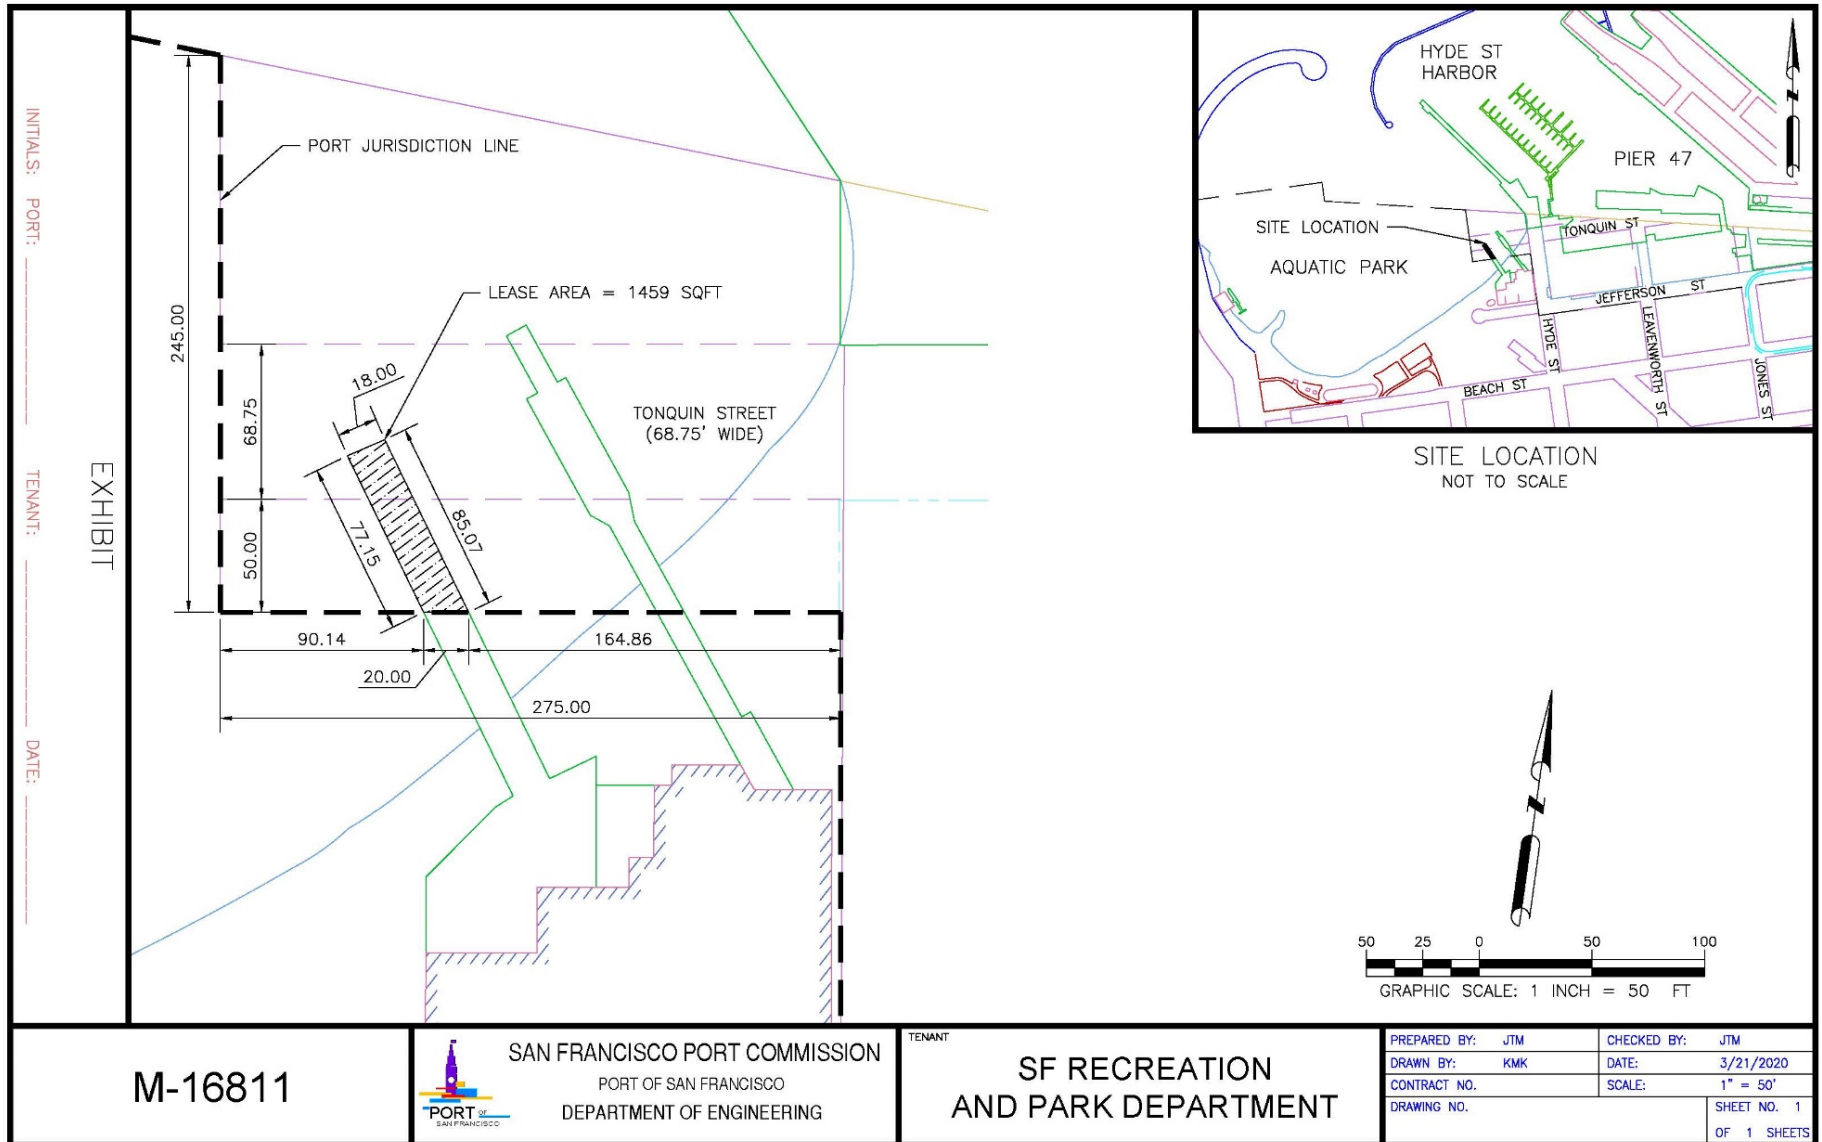 INITIALS: PORT:
TENANT:
DATE:
EXHIBIT
PORT JURISDICTION LINE
LEASE AREA = 1459 SQFT
245.00
18.00
68.75
TONQUIN STREET
(68.75' WIDE)
50.00
77.15
85.07
90.14
164.86
20.00
275.00
HYDE ST
HARBOR
N
PIER 47
SITE LOCATION
TONQUIN ST
AQUATIC PARK
JEFFERSON ST
HYDE ST
LEAVENWORTH ST
JONES ST
BEACH ST
SITE LOCATION
NOT TO SCALE
N
50 25 0 50 100
GRAPHIC SCALE: 1 INCH = 50 FT
M-16811
PORT OF
SAN FRANCISCO
SAN FRANCISCO PORT COMMISSION
PORT OF SAN FRANCISCO
DEPARTMENT OF ENGINEERING
TENANT
SF RECREATION
AND PARK DEPARTMENT
PREPARED BY: JTM CHECKED BY: JTM
DRAWN BY: KMK DATE: 3/21/2020
CONTRACT NO. SCALE: 1" = 50'
DRAWING NO. SHEET NO. 1
OF 1 SHEETS